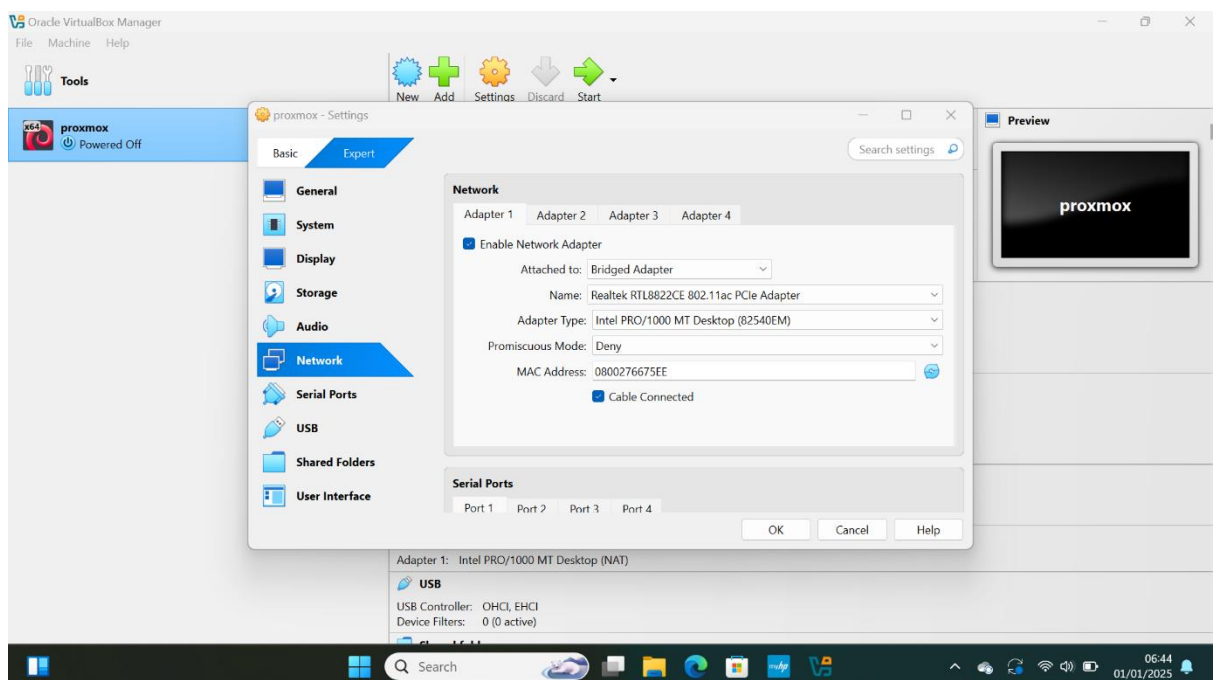 Oracle VirtualBox Manager
File Machine Help
Tools
New Add Settings Discard Start
x64 proxmox
Powered Off
proxmox - Settings
Basic Expert
Search settings
General
System
Display
Storage
Audio
Network
Serial Ports
USB
Shared Folders
User Interface
Network
Adapter 1 Adapter 2 Adapter 3 Adapter 4
Enable Network Adapter
Attached to: Bridged Adapter
Name: Realtek RTL8822CE 802.11ac PCIe Adapter
Adapter Type: Intel PRO/1000 MT Desktop (82540EM)
Promiscuous Mode: Deny
MAC Address: 0800276675EE
Cable Connected
Serial Ports
Port 1 Port 2 Port 3 Port 4
OK Cancel Help
Preview
proxmox
Adapter 1: Intel PRO/1000 MT Desktop (NAT)
USB
USB Controller: OHCI, EHCI
Device Filters: 0 (0 active)
Search
myhp
06:44
01/01/2025